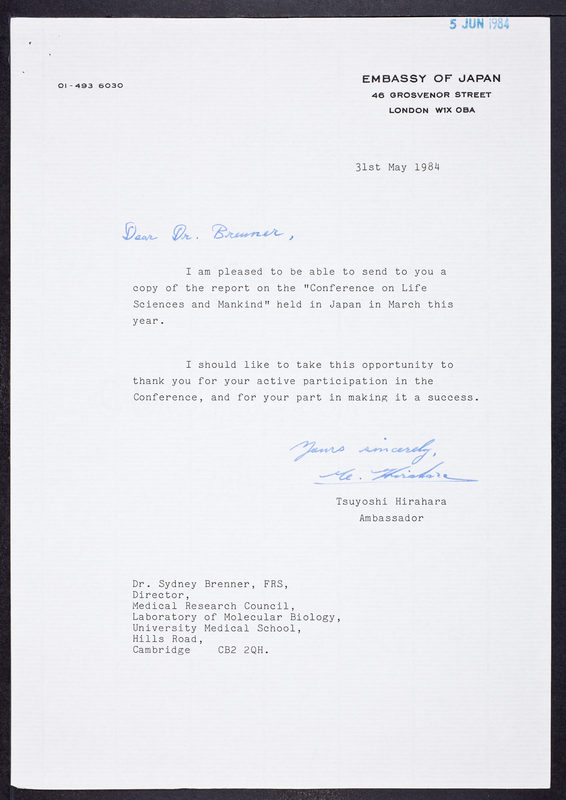 5 JUN 1984
01-493 6030
EMBASSY OF JAPAN
46 GROSVENOR STREET
LONDON W1X 0BA
31st May 1984
Dear Dr. Brenner,
I am pleased to be able to send to you a
copy of the report on the "Conference on Life
Sciences and Mankind" held in Japan in March this
year.
I should like to take this opportunity to
thank you for your active participation in the
Conference, and for your part in making it a success.
Yours sincerely,
Hirahara
Tsuyoshi Hirahara
Ambassador
Dr. Sydney Brenner, FRS,
Director,
Medical Research Council,
Laboratory of Molecular Biology,
University Medical School,
Hills Road,
Cambridge CB2 2QH.